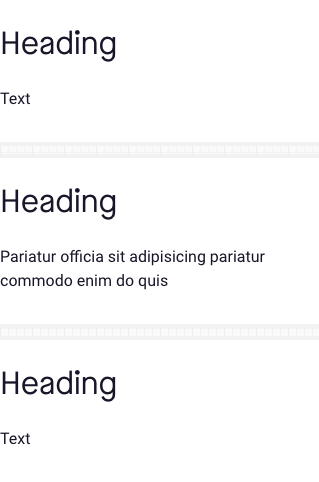 Heading
Text
Heading
Pariatur officia sit adipisicing pariatur
commodo enim do quis
Heading
Text